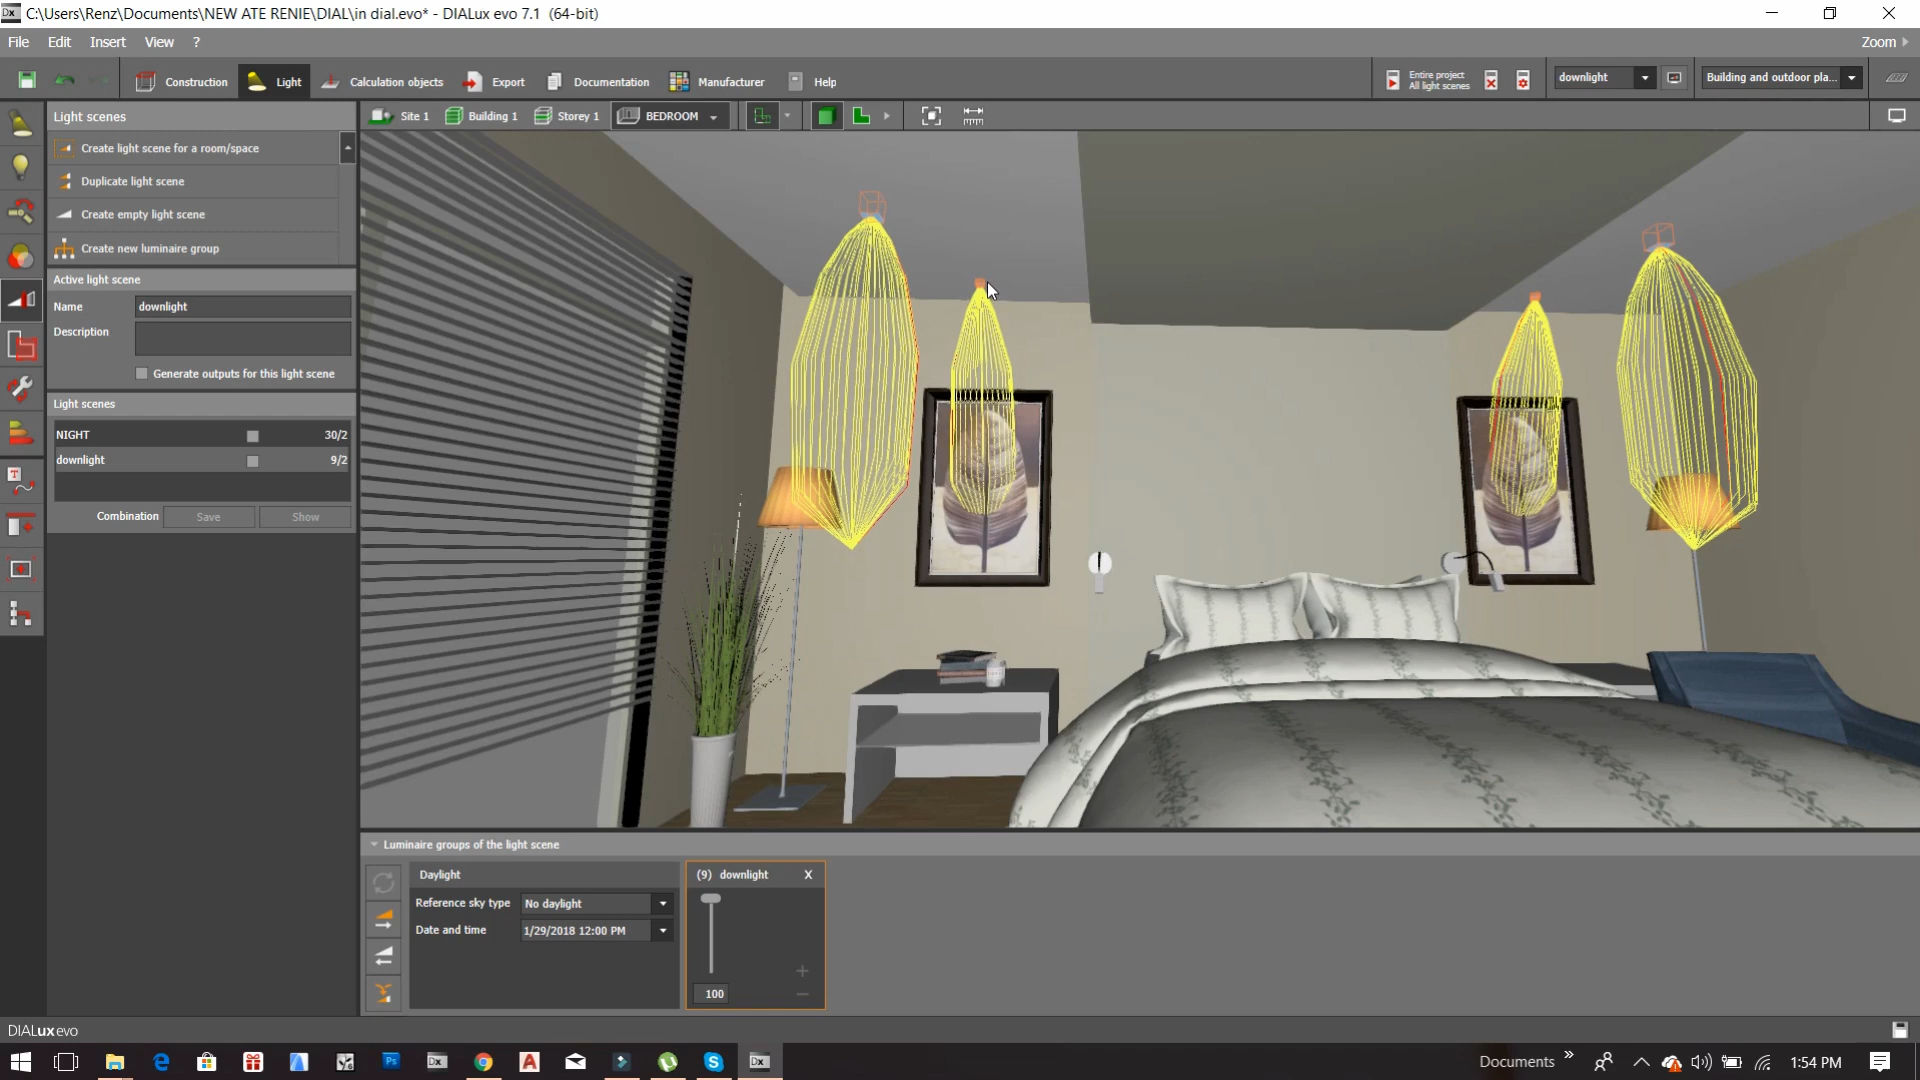 Dx C:\Users\Renz\Documents\NEW ATE RENIE\DIAL\in dial.evo* - DIALux evo 7.1 (64-bit)
File Edit Insert View ? Zoom
Construction Light Calculation objects Export Documentation Manufacturer Help Entire project downlight Building and outdoor pla...
All light scenes
Light scenes Site 1 Building 1 Storey 1 BEDROOM
Create light scene for a room/space
Duplicate light scene
Create empty light scene
Create new luminaire group
Active light scene
Name downlight
Description
Generate outputs for this light scene
Light scenes
NIGHT 30/2
downlight 9/2
Combination Save Show
Luminaire groups of the light scene
Daylight (9) downlight X
Reference sky type No daylight
Date and time 1/29/2018 12:00 PM
100
DIALux evo
Ps Dx Dx Documents » 1:54 PM